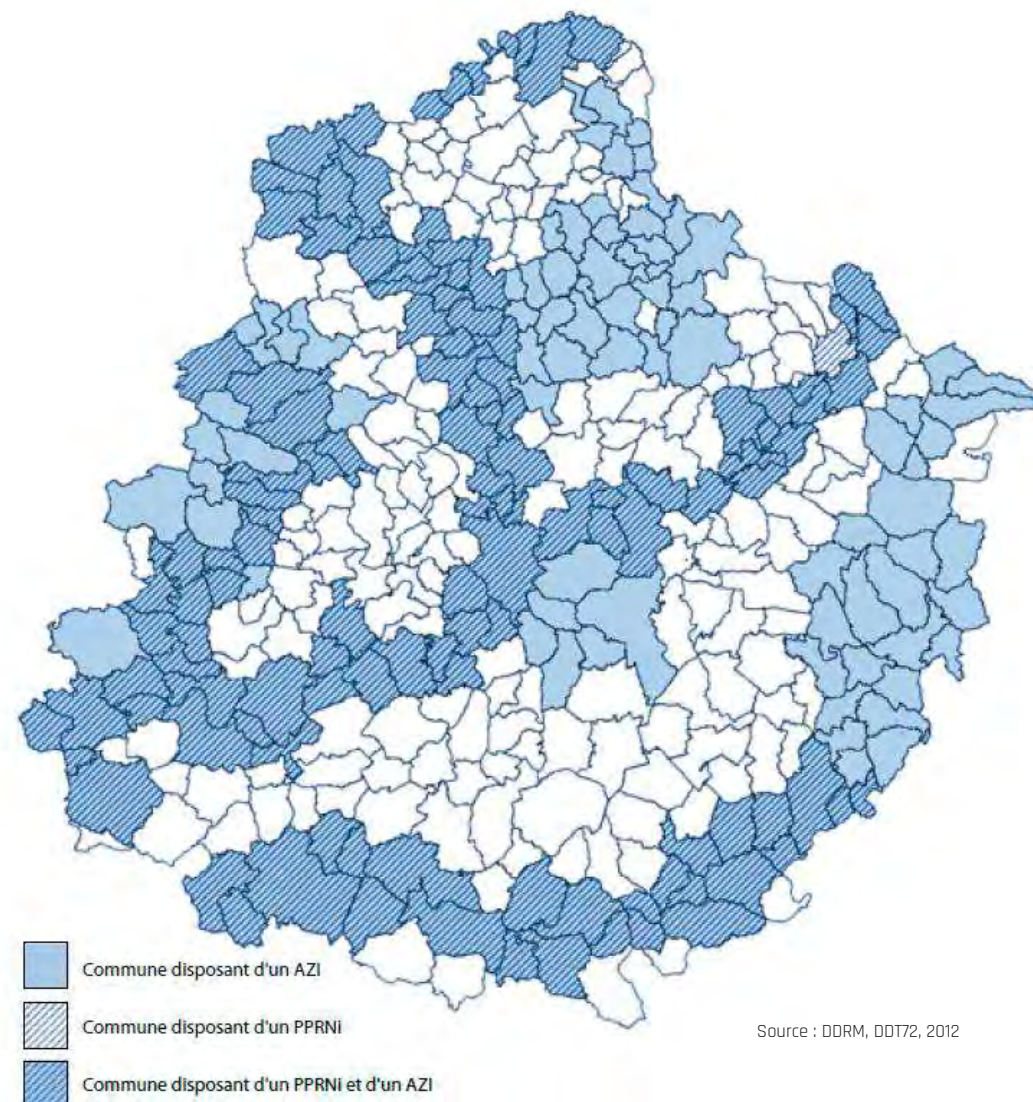 Commune disposant d'un AZI
Commune disposant d'un PPRNi
Source : DDRM, DDT72, 2012
Commune disposant d'un PPRNi et d'un AZI